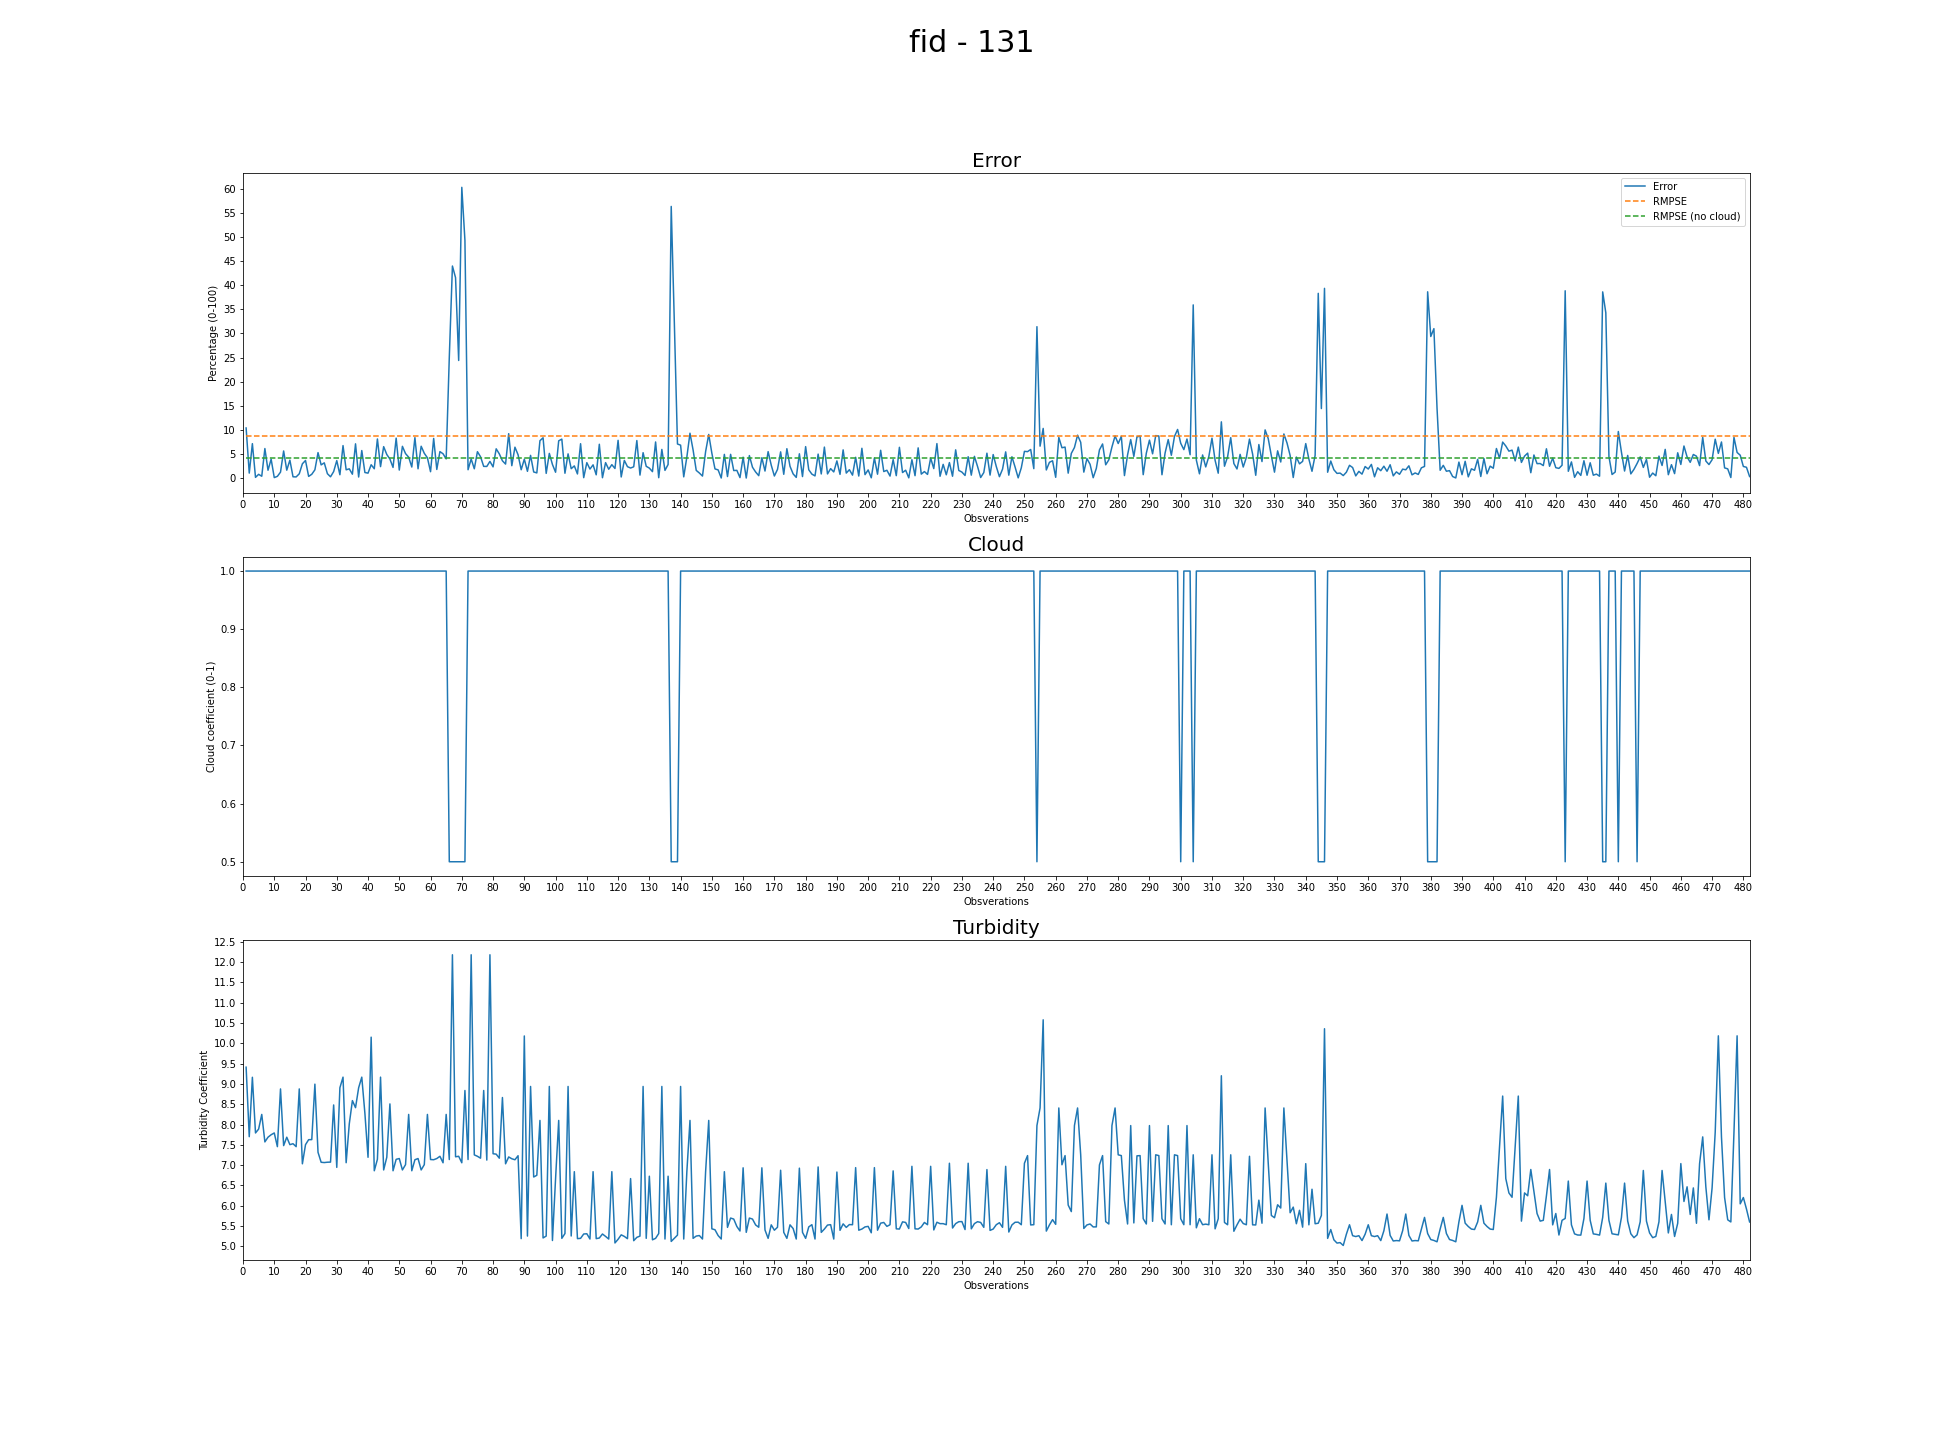 fid - 131
Error
60
55
50
45
40
35
30
25
20
15
10
5
0
Percentage (0-100)
Error
RMPSE
RMPSE (no cloud)
0 10 20 30 40 50 60 70 80 90 100 110 120 130 140 150 160 170 180 190 200 210 220 230 240 250 260 270 280 290 300 310 320 330 340 350 360 370 380 390 400 410 420 430 440 450 460 470 480
Obsverations
Cloud
1.0
0.9
0.8
0.7
0.6
0.5
Cloud coefficient (0-1)
0 10 20 30 40 50 60 70 80 90 100 110 120 130 140 150 160 170 180 190 200 210 220 230 240 250 260 270 280 290 300 310 320 330 340 350 360 370 380 390 400 410 420 430 440 450 460 470 480
Obsverations
Turbidity
12.5
12.0
11.5
11.0
10.5
10.0
9.5
9.0
8.5
8.0
7.5
7.0
6.5
6.0
5.5
5.0
Turbidity Coefficient
0 10 20 30 40 50 60 70 80 90 100 110 120 130 140 150 160 170 180 190 200 210 220 230 240 250 260 270 280 290 300 310 320 330 340 350 360 370 380 390 400 410 420 430 440 450 460 470 480
Obsverations